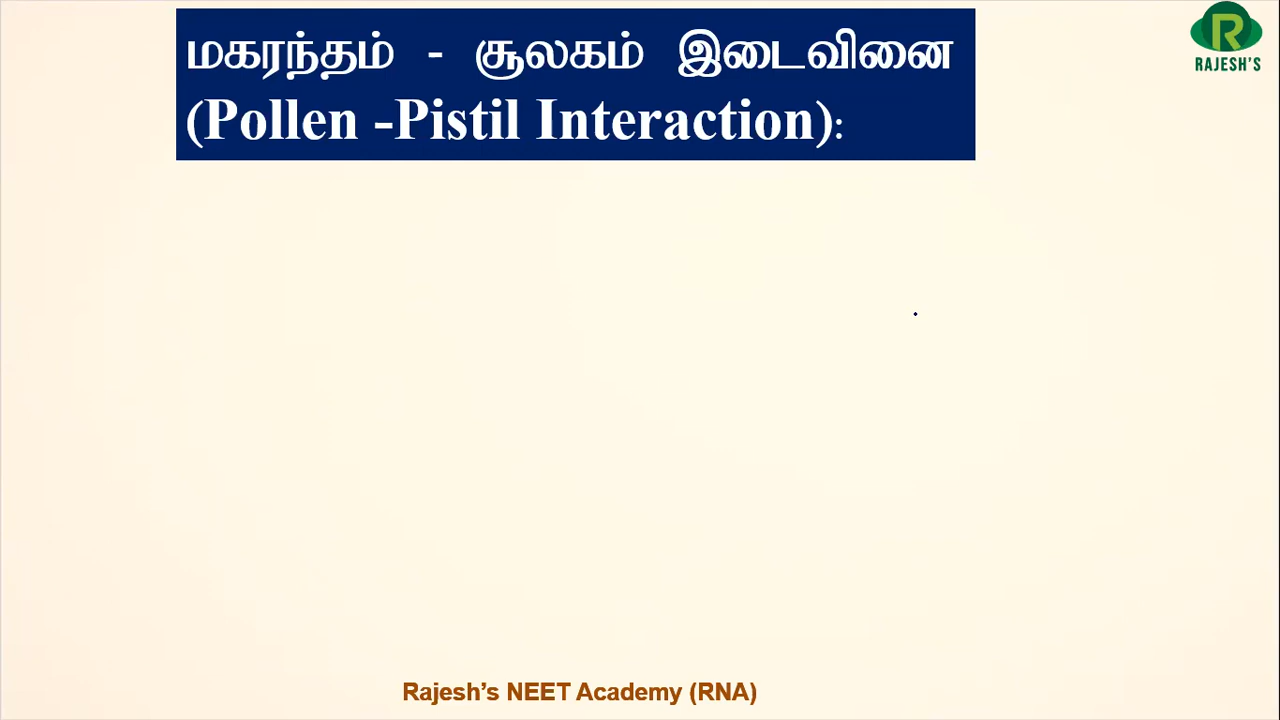 மகரந்தம் - சூலகம் இடைவினை
(Pollen -Pistil Interaction):
R
RAJESH'S
Rajesh’s NEET Academy (RNA)